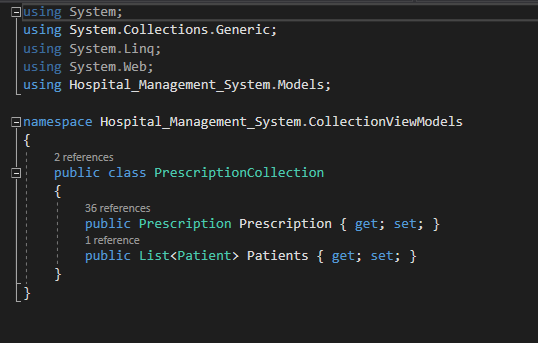 using System;
using System.Collections.Generic;
using System.Linq;
using System.Web;
using Hospital_Management_System.Models;
namespace Hospital_Management_System.CollectionViewModels
{
2 references
public class PrescriptionCollection
{
36 references
public Prescription Prescription { get; set; }
1 reference
public List<Patient> Patients { get; set; }
}
}